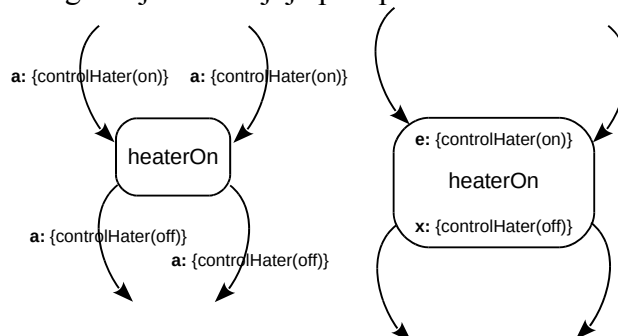 a: {controlHater(on)} a: {controlHater(on)}
heaterOn
a: {controlHater(off)}
a: {controlHater(off)}
e: {controlHater(on)}
heaterOn
x: {controlHater(off)}